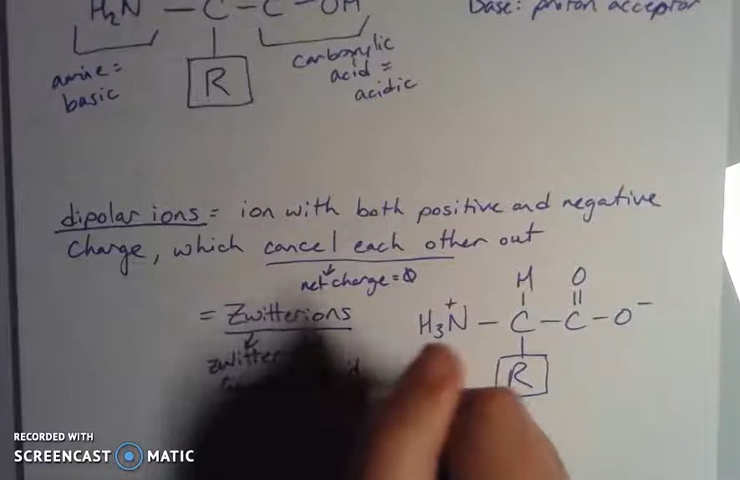 H₂N — C — C — OH
Base: proton acceptor
amine =
basic
R
carboxylic
acid =
acidic
dipolar ions = ion with both positive and negative
charge, which cancel each other out
net charge = 0
= Zwitterions
zwitter
H O
H₃N⁺ — C — C — O⁻
R
RECORDED WITH
SCREENCAST MATIC